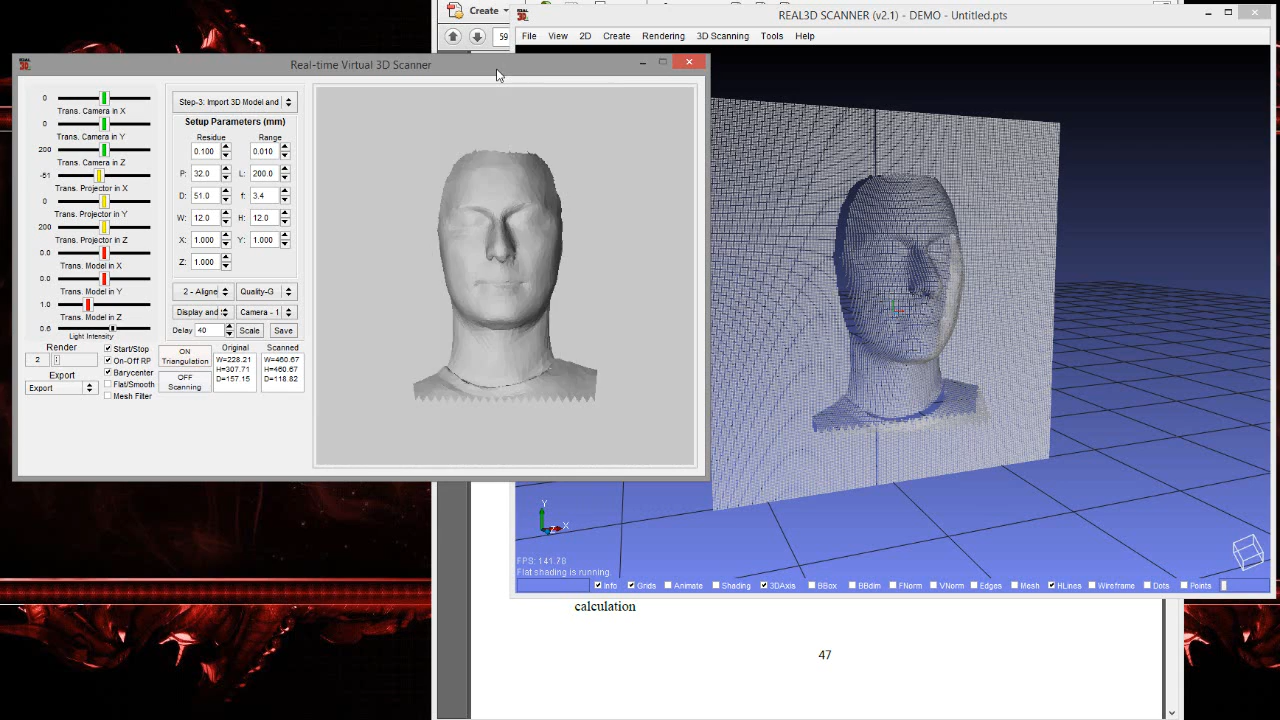 Create
59
REAL3D SCANNER (v2.1) - DEMO - Untitled.pts
File View 2D Create Rendering 3D Scanning Tools Help
Real-time Virtual 3D Scanner
0
Trans. Camera in X
0
Trans. Camera in Y
200
Trans. Camera in Z
-51
Trans. Projector in X
0
Trans. Projector in Y
200
Trans. Projector in Z
0.0
Trans. Model in X
0.0
Trans. Model in Y
1.0
Trans. Model in Z
0.6
Light Intensity
Render
2
Export
Export
Start/Stop
On-Off RP
Barycenter
Flat/Smooth
Mesh Filter
Step-3: Import 3D Model and
Setup Parameters (mm)
Residue Range
0.100 0.010
P: 32.0 L: 200.0
D: 51.0 f: 3.4
W: 12.0 H: 12.0
X: 1.000 Y: 1.000
Z: 1.000
2 - Aligne Quality-G
Display and Camera - 1
Delay 40 Scale Save
ON
Triangulation
OFF
Scanning
Original
W=228.21
H=307.71
D=157.15
Scanned
W=460.67
H=460.67
D=118.82
Y
X
Z
FPS: 141.78
Flat shading is running.
Info Grids Animate Shading 3DAxis BBox BBdim FNorm VNorm Edges Mesh HLines Wireframe Dots Points
calculation
47